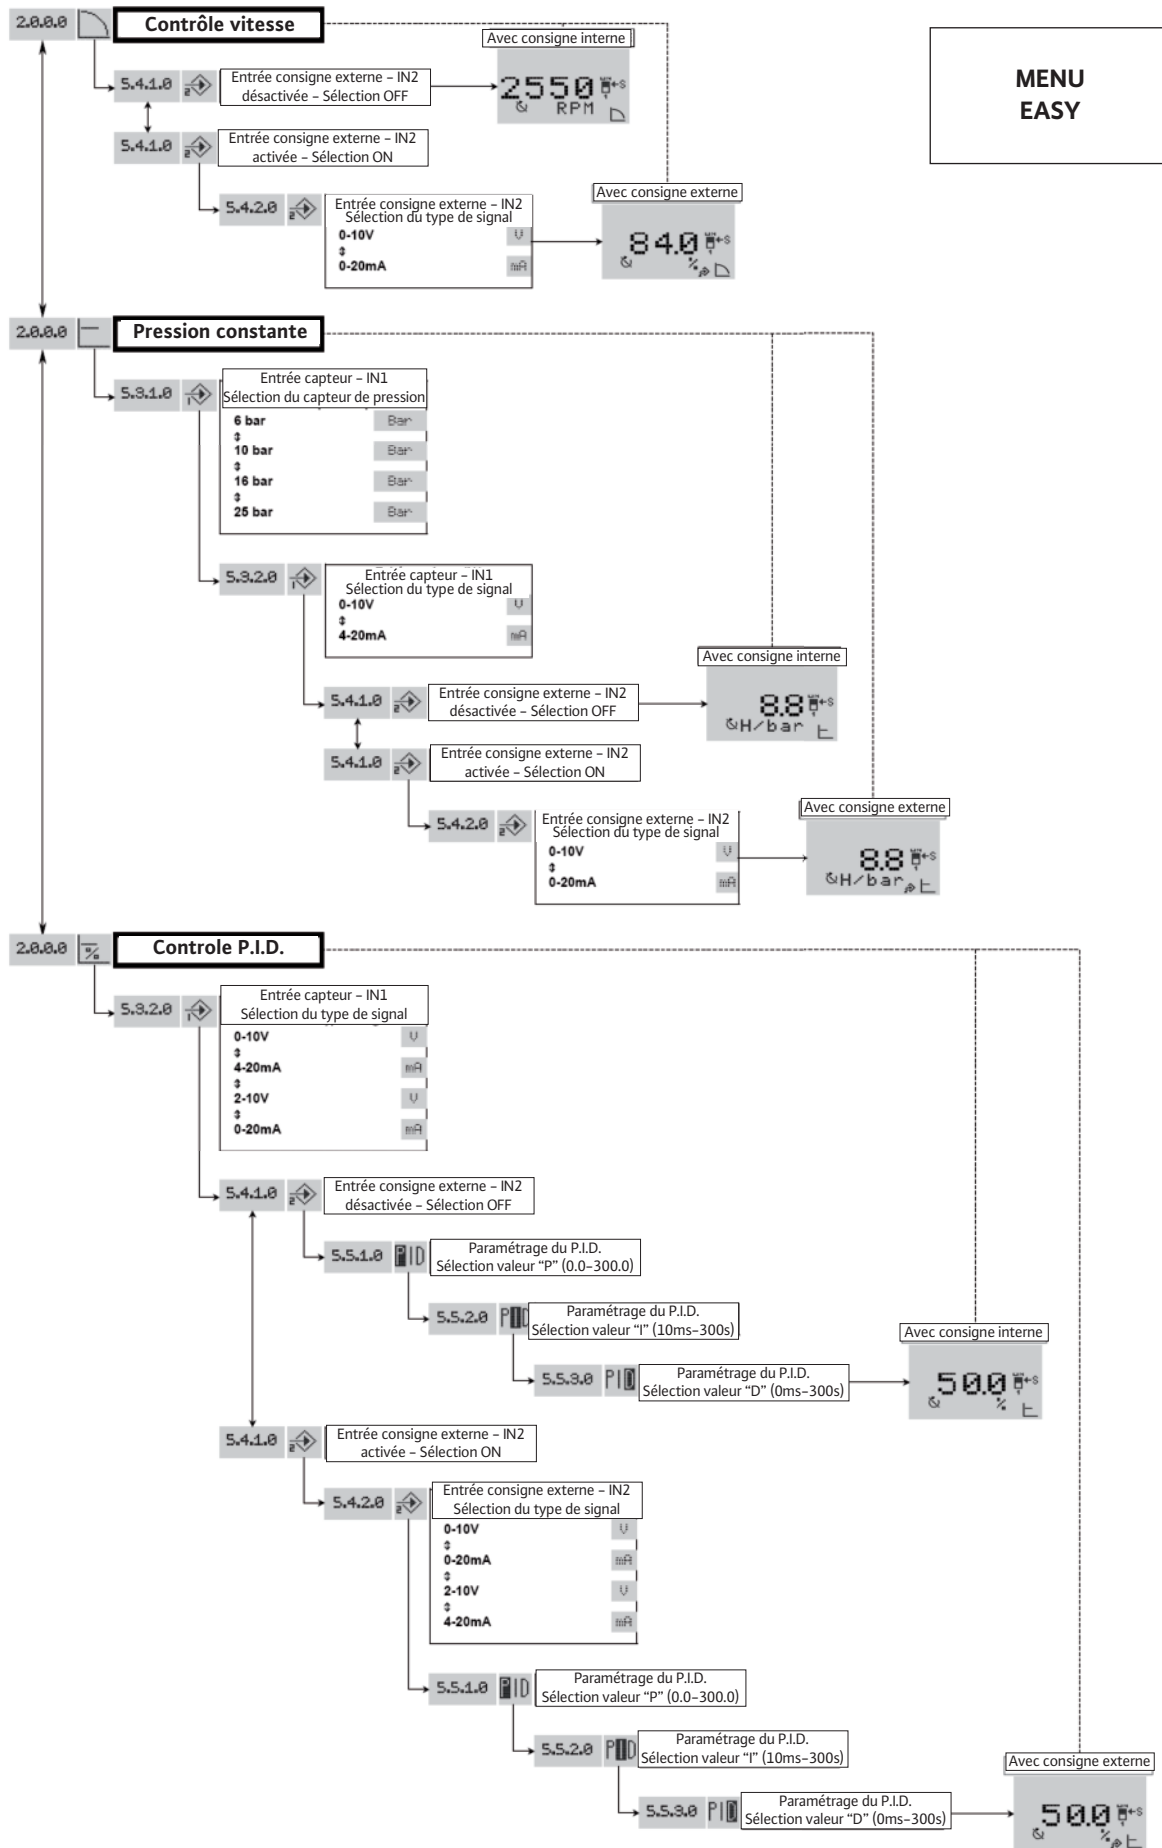 2.0.0.0 Contrôle vitesse
Avec consigne interne
MENU
EASY
5.4.1.0 2 Entrée consigne externe – IN2
désactivée – Sélection OFF
2550 S
RPM
5.4.1.0 2 Entrée consigne externe – IN2
activée – Sélection ON
Avec consigne externe
5.4.2.0 2 Entrée consigne externe – IN2
Sélection du type de signal
0-10V V
0-20mA mA
84.0 S
%
2.0.0.0 Pression constante
5.3.1.0 1 Entrée capteur – IN1
Sélection du capteur de pression
6 bar Bar
10 bar Bar
16 bar Bar
25 bar Bar
5.3.2.0 1 Entrée capteur – IN1
Sélection du type de signal
0-10V V
4-20mA mA
Avec consigne interne
5.4.1.0 2 Entrée consigne externe – IN2
désactivée – Sélection OFF
8.8 S
H/bar
5.4.1.0 2 Entrée consigne externe – IN2
activée – Sélection ON
Avec consigne externe
5.4.2.0 2 Entrée consigne externe – IN2
Sélection du type de signal
0-10V V
0-20mA mA
8.8 S
H/bar
2.0.0.0 % Controle P.I.D.
5.3.2.0 1 Entrée capteur – IN1
Sélection du type de signal
0-10V V
4-20mA mA
2-10V V
0-20mA mA
5.4.1.0 2 Entrée consigne externe – IN2
désactivée – Sélection OFF
5.5.1.0 PID Paramétrage du P.I.D.
Sélection valeur “P” (0.0–300.0)
5.5.2.0 PID Paramétrage du P.I.D.
Sélection valeur “I” (10ms–300s)
Avec consigne interne
5.5.3.0 PID Paramétrage du P.I.D.
Sélection valeur “D” (0ms–300s)
50.0 S
%
5.4.1.0 2 Entrée consigne externe – IN2
activée – Sélection ON
5.4.2.0 2 Entrée consigne externe – IN2
Sélection du type de signal
0-10V V
0-20mA mA
2-10V V
4-20mA mA
5.5.1.0 PID Paramétrage du P.I.D.
Sélection valeur “P” (0.0–300.0)
5.5.2.0 PID Paramétrage du P.I.D.
Sélection valeur “I” (10ms–300s)
Avec consigne externe
5.5.3.0 PID Paramétrage du P.I.D.
Sélection valeur “D” (0ms–300s)
50.0 S
%